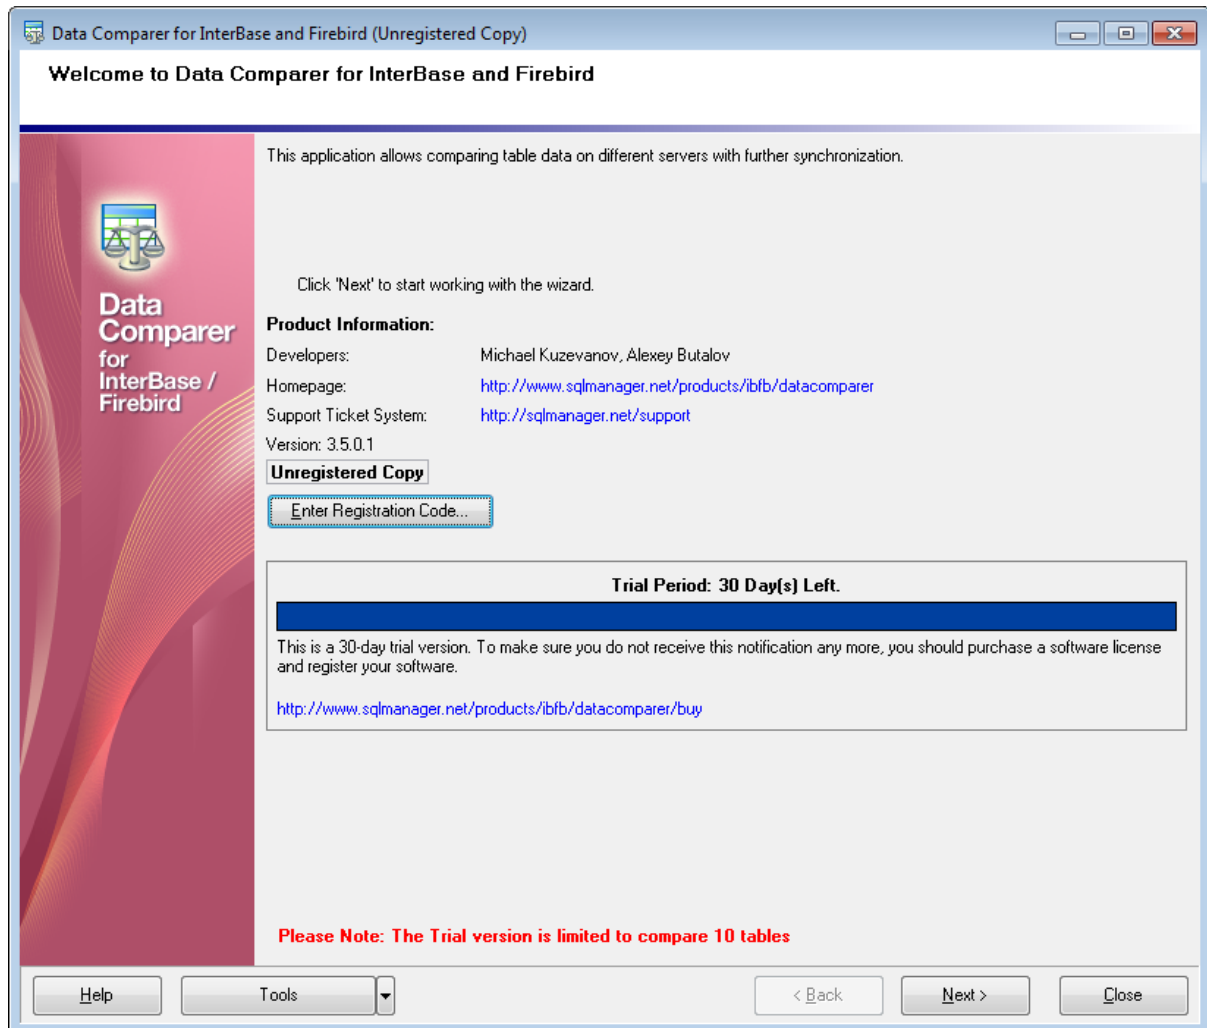 Data Comparer for InterBase and Firebird (Unregistered Copy)
Welcome to Data Comparer for InterBase and Firebird
This application allows comparing table data on different servers with further synchronization.
Data
Comparer
for
InterBase /
Firebird
Click 'Next' to start working with the wizard.
Product Information:
Developers: Michael Kuzevanov, Alexey Butalov
Homepage: http://www.sqlmanager.net/products/ibfb/datacomparer
Support Ticket System: http://sqlmanager.net/support
Version: 3.5.0.1
Unregistered Copy
Enter Registration Code...
Trial Period: 30 Day(s) Left.
This is a 30-day trial version. To make sure you do not receive this notification any more, you should purchase a software license
and register your software.
http://www.sqlmanager.net/products/ibfb/datacomparer/buy
Please Note: The Trial version is limited to compare 10 tables
Help Tools < Back Next > Close